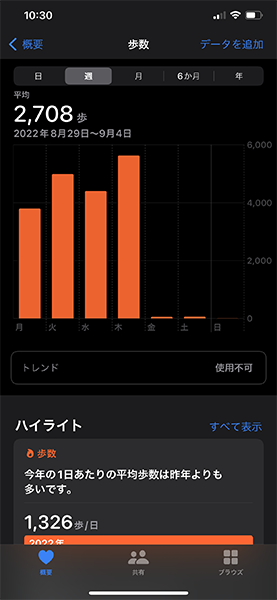 10:30
概要 歩数 データを追加
日 週 月 6か月 年
平均
2,708 歩
2022年8月29日〜9月4日
6,000
4,000
2,000
0
月 火 水 木 金 土 日
トレンド 使用不可
ハイライト すべて表示
歩数
今年の1日あたりの平均歩数は昨年よりも
多いです。
1,326 歩/日
2022年
概要 共有 ブラウズ